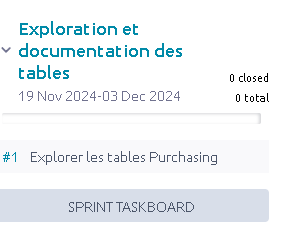 Exploration et
documentation des
tables
0 closed
19 Nov 2024-03 Dec 2024
0 total
#1 Explorer les tables Purchasing
SPRINT TASKBOARD